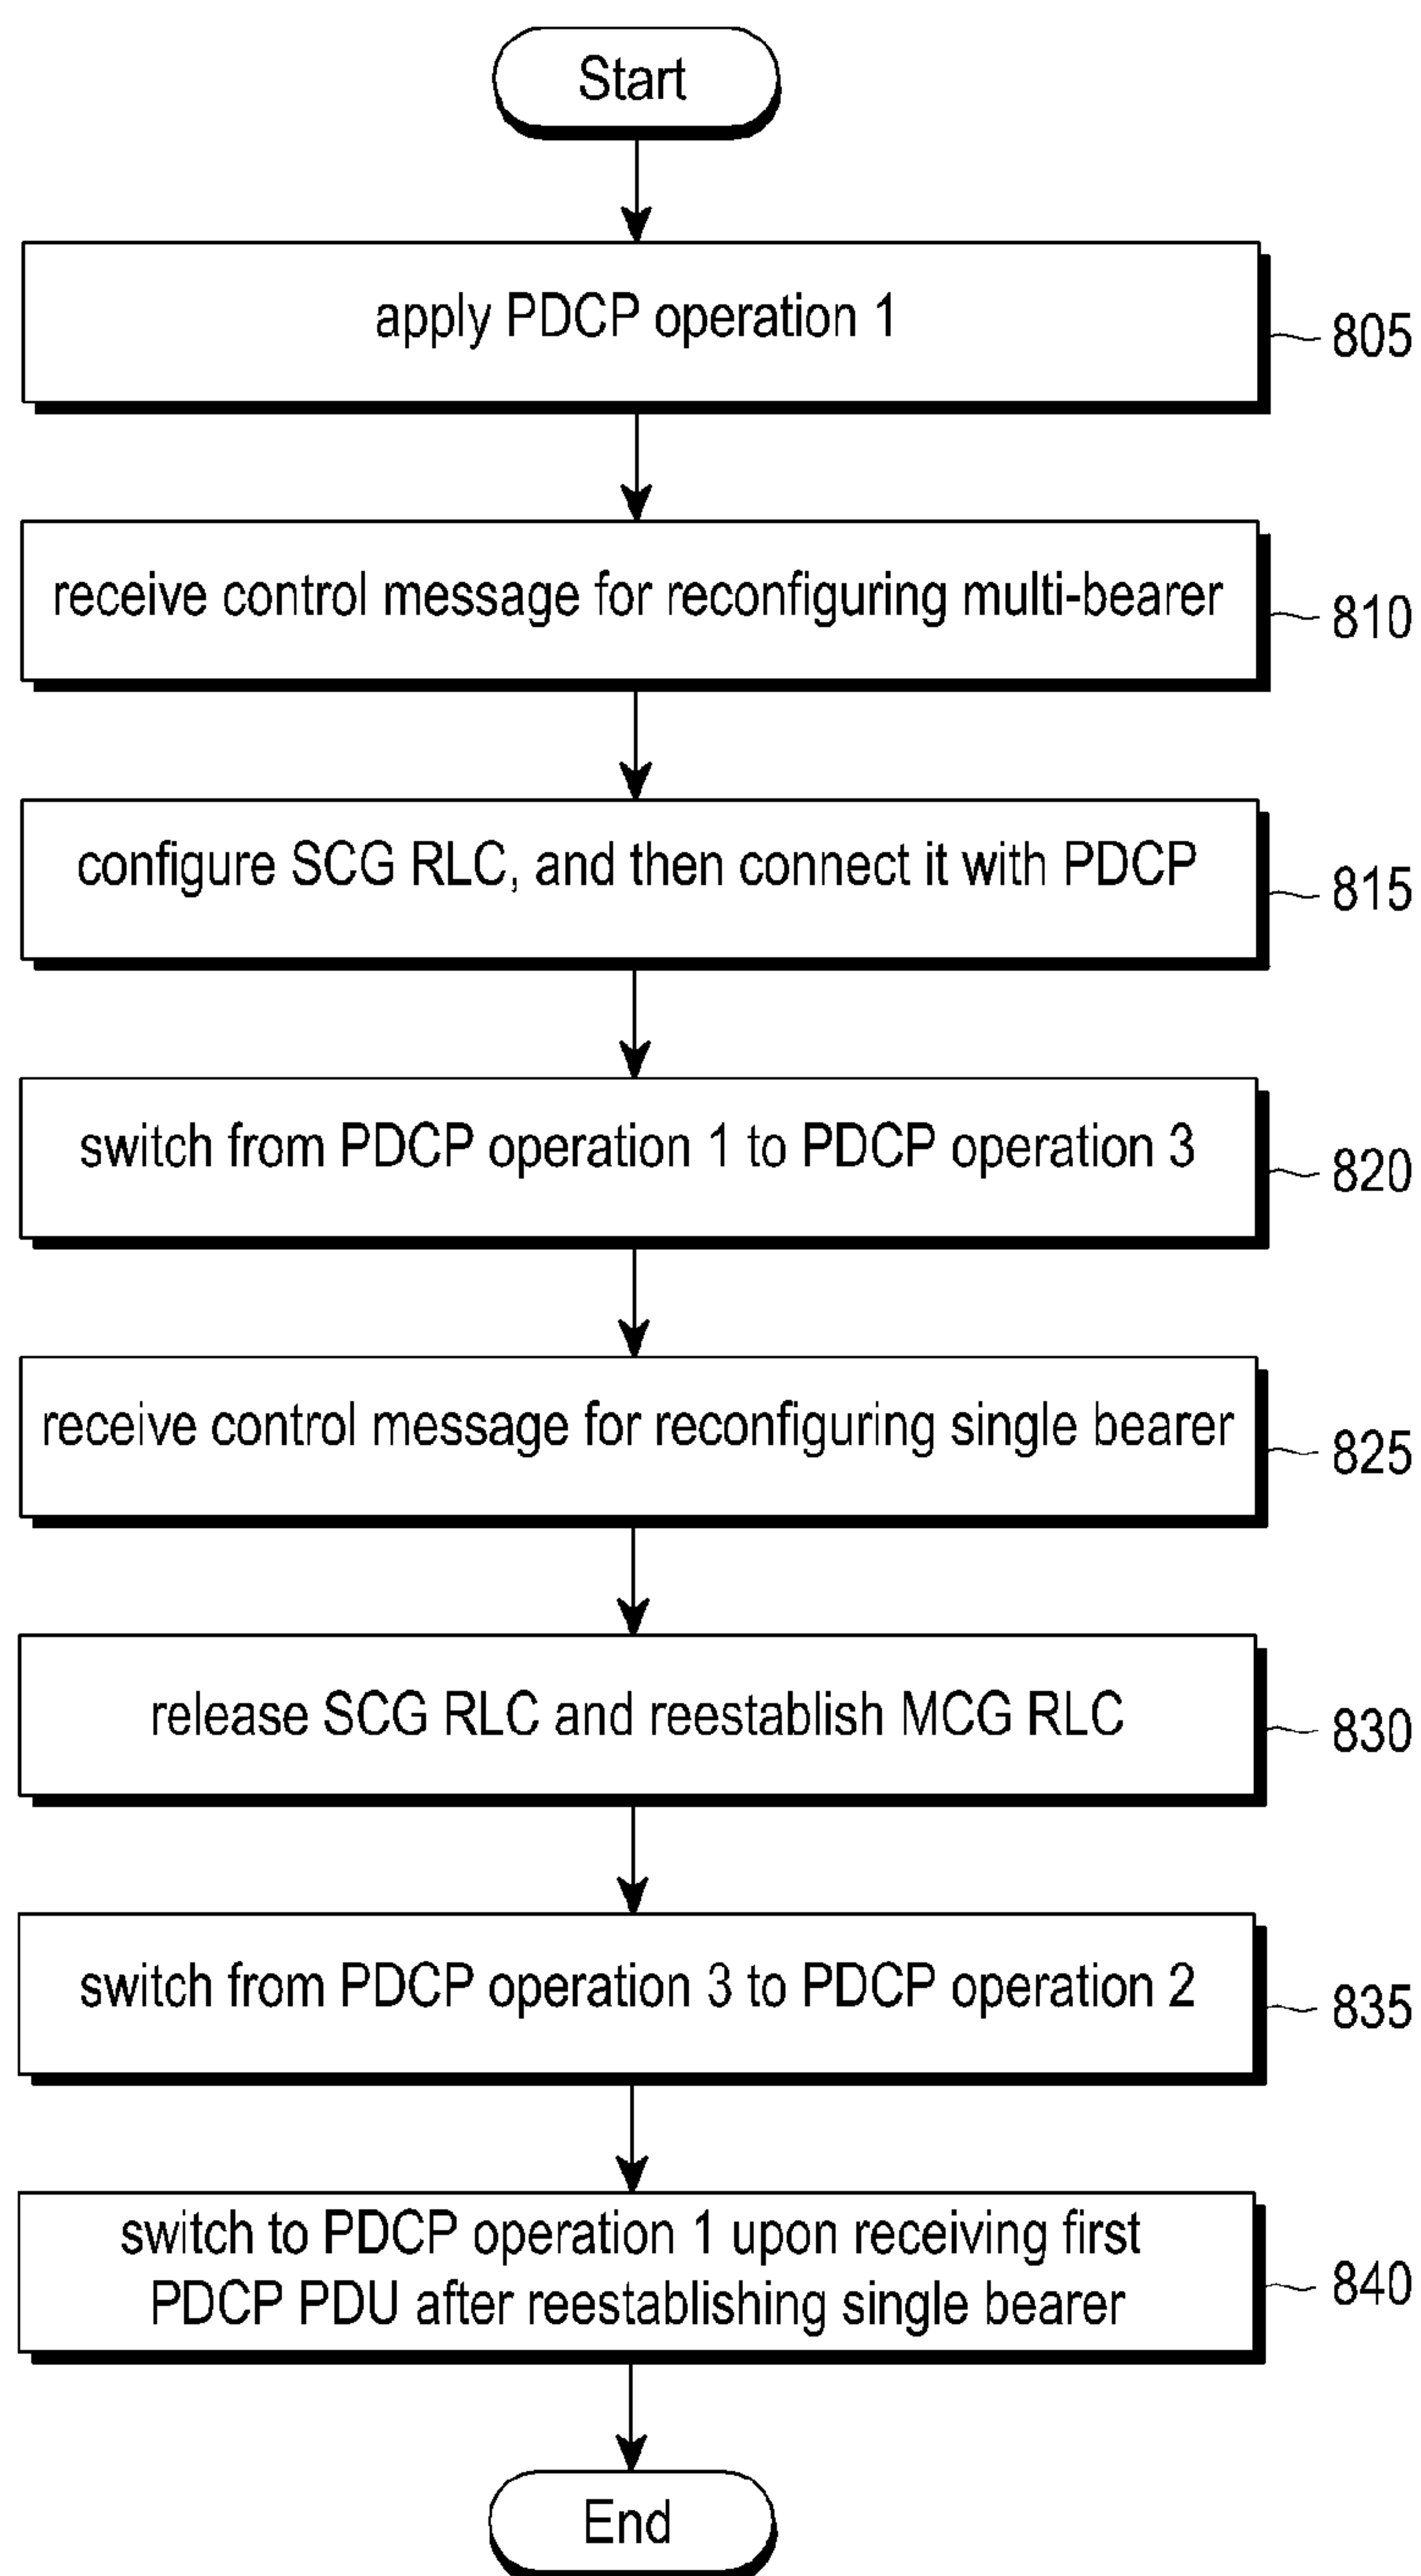 Start
apply PDCP operation 1
805
receive control message for reconfiguring multi-bearer
810
configure SCG RLC, and then connect it with PDCP
815
switch from PDCP operation 1 to PDCP operation 3
820
receive control message for reconfiguring single bearer
825
release SCG RLC and reestablish MCG RLC
830
switch from PDCP operation 3 to PDCP operation 2
835
switch to PDCP operation 1 upon receiving first
PDCP PDU after reestablishing single bearer
840
End